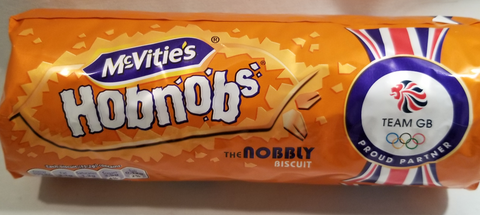 McVitie's®
Hobnobs
THE NOBBLY
BISCUIT
TEAM GB
PROUD PARTNER